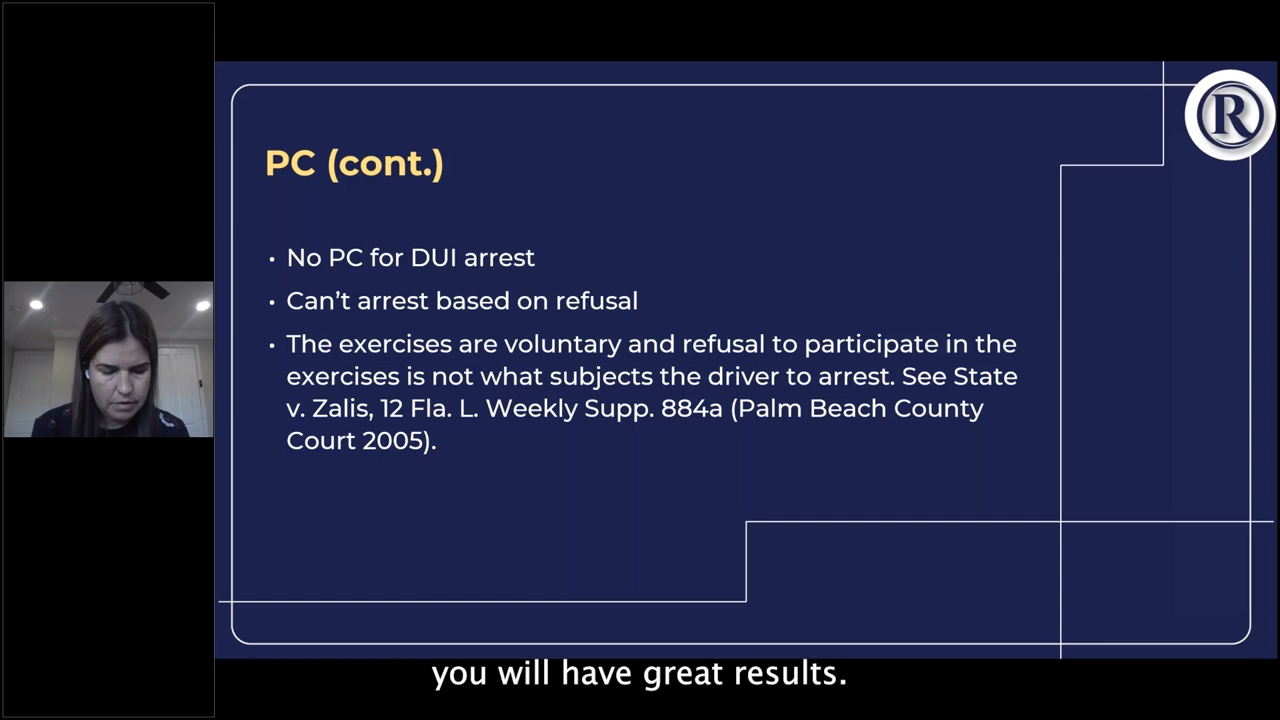 R
PC (cont.)
• No PC for DUI arrest
• Can’t arrest based on refusal
• The exercises are voluntary and refusal to participate in the
exercises is not what subjects the driver to arrest. See State
v. Zalis, 12 Fla. L. Weekly Supp. 884a (Palm Beach County
Court 2005).
you will have great results.